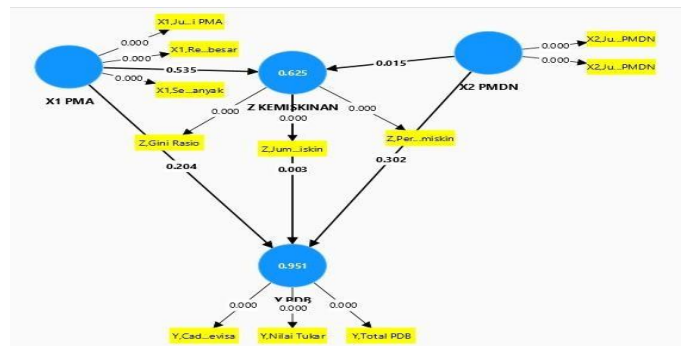 X1,Ju...i PMA
0.000
X1,Re...besar
0.000
0.000
X1,Se...anyak
X1 PMA
0.535
0.625
Z KEMISKINAN
0.015
X2 PMDN
0.000
X2,Ju...PMDN
0.000
X2,Ju...PMDN
0.000
0.000
0.000
Z,Gini Rasio
Z,Jum...iskin
Z,Per...miskin
0.204
0.003
0.302
0.951
Y PDB
0.000
0.000
0.000
Y,Cad...evisa
Y,Nilai Tukar
Y,Total PDB